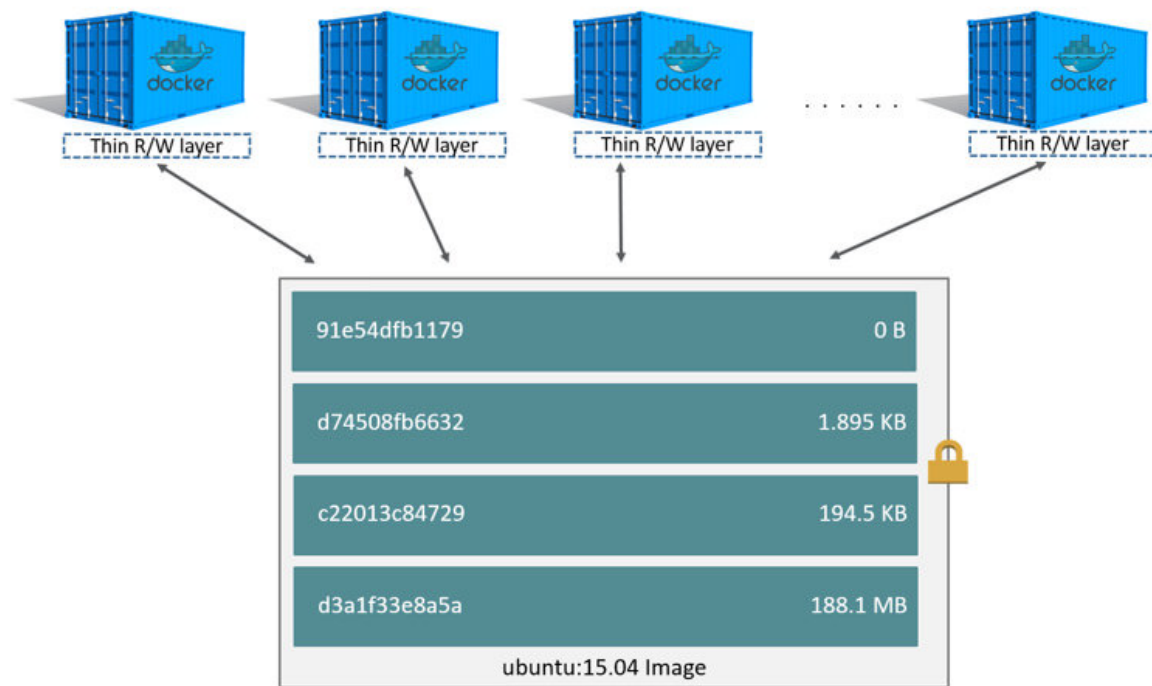 docker
docker
docker
docker
. . . . . .
Thin R/W layer
Thin R/W layer
Thin R/W layer
Thin R/W layer
91e54dfb1179 0 B
d74508fb6632 1.895 KB
c22013c84729 194.5 KB
d3a1f33e8a5a 188.1 MB
ubuntu:15.04 Image